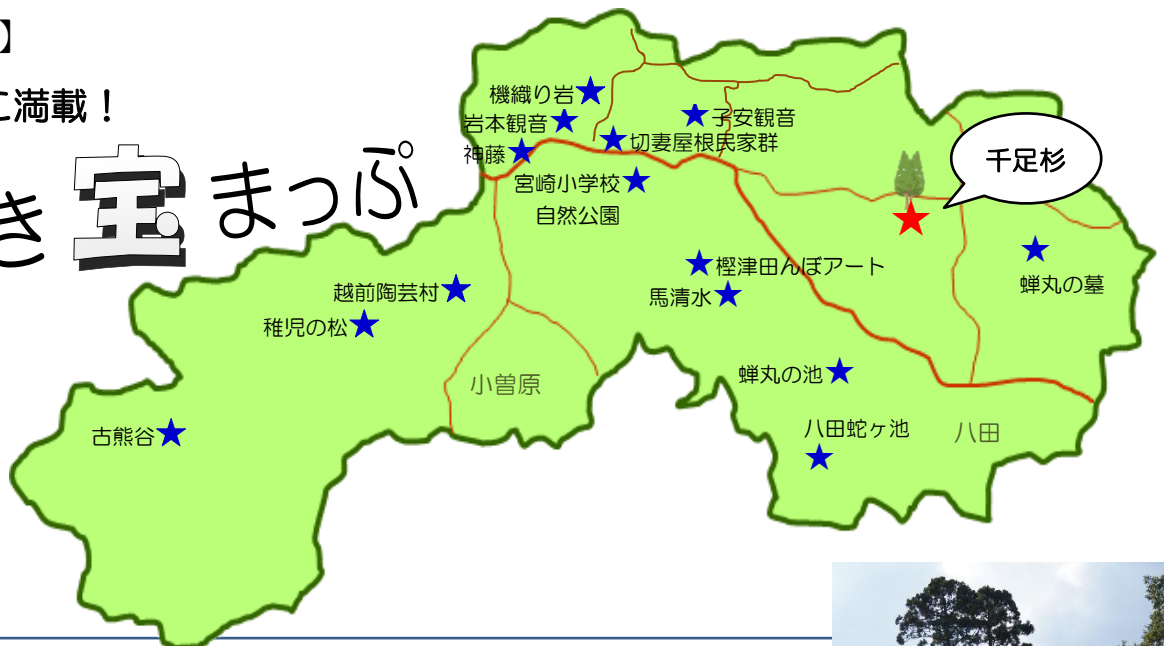 】
に満載！
き宝まっぷ
機織り岩
岩本観音
子安観音
神藤
切妻屋根民家群
千足杉
宮崎小学校
自然公園
樫津田んぼアート
蝉丸の墓
越前陶芸村
馬清水
稚児の松
小曽原
蝉丸の池
古熊谷
八田蛇ヶ池
八田